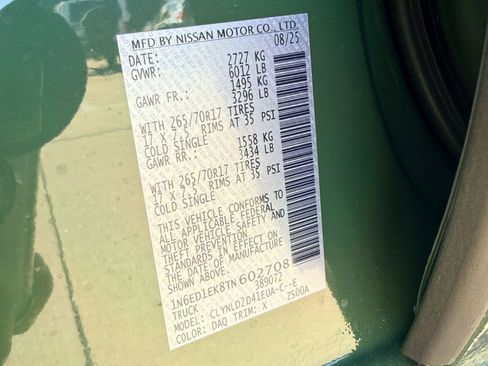 MFD BY NISSAN MOTOR CO., LTD.
DATE: 08/25
GVWR: 2727 KG
6012 LB
GAWR FR.: 1495 KG
3296 LB
WITH 265/70R17 TIRES
17 X 7.5 RIMS AT 35 PSI
COLD SINGLE
GAWR RR.: 1558 KG
3434 LB
WITH 265/70R17 TIRES
17 X 7.5 RIMS AT 35 PSI
COLD SINGLE
THIS VEHICLE CONFORMS TO
ALL APPLICABLE FEDERAL
MOTOR VEHICLE SAFETY AND
THEFT PREVENTION
STANDARDS IN EFFECT ON
THE DATE OF MANUFACTURE
SHOWN ABOVE.
1N6ED1EK8TN602708
TRUCK 389072
MODEL: CLYNLD2D41EUA-C--E
COLOR: DAQ TRIM: X ZS00A